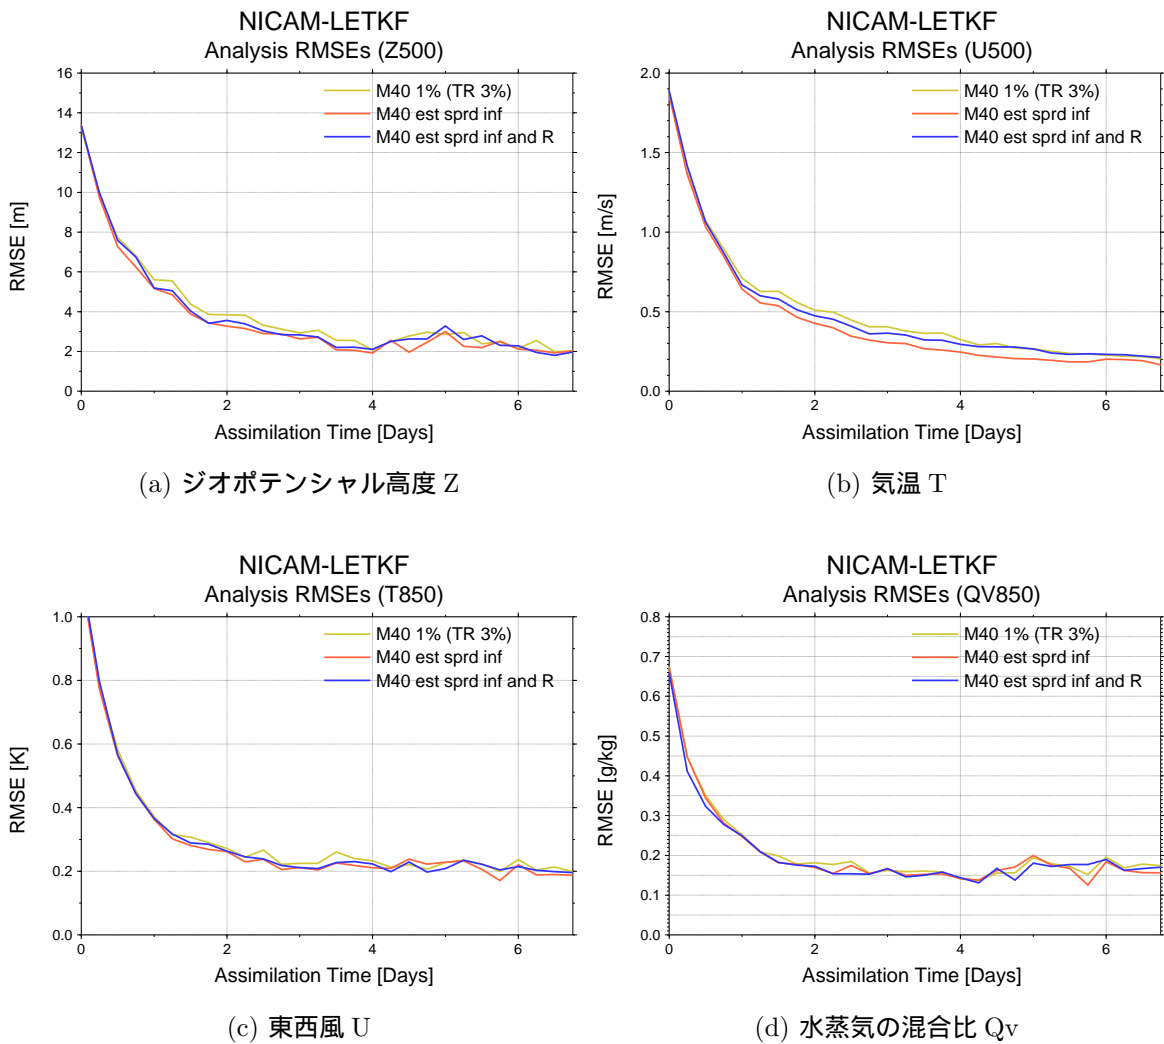 NICAM-LETKF
Analysis RMSEs (Z500)
M40 1% (TR 3%)
M40 est sprd inf
M40 est sprd inf and R
16
14
12
10
8
6
4
2
0
RMSE [m]
0 2 4 6
Assimilation Time [Days]
(a) ジオポテンシャル高度 Z
NICAM-LETKF
Analysis RMSEs (U500)
M40 1% (TR 3%)
M40 est sprd inf
M40 est sprd inf and R
2.0
1.5
1.0
0.5
0.0
RMSE [m/s]
0 2 4 6
Assimilation Time [Days]
(b) 気温 T
NICAM-LETKF
Analysis RMSEs (T850)
M40 1% (TR 3%)
M40 est sprd inf
M40 est sprd inf and R
1.0
0.8
0.6
0.4
0.2
0.0
RMSE [K]
0 2 4 6
Assimilation Time [Days]
(c) 東西風 U
NICAM-LETKF
Analysis RMSEs (QV850)
M40 1% (TR 3%)
M40 est sprd inf
M40 est sprd inf and R
0.8
0.7
0.6
0.5
0.4
0.3
0.2
0.1
0.0
RMSE [g/kg]
0 2 4 6
Assimilation Time [Days]
(d) 水蒸気の混合比 Qv